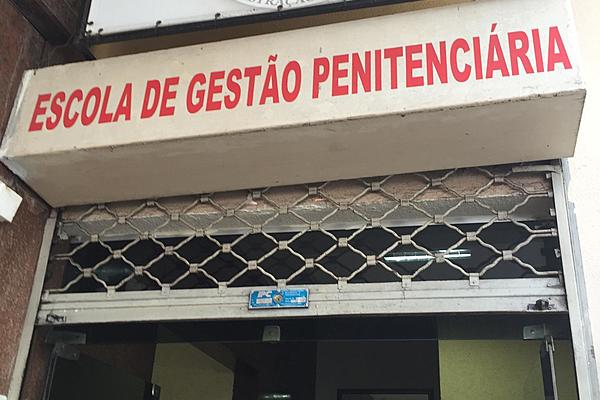 ESCOLA DE GESTÃO PENITENCIÁRIA